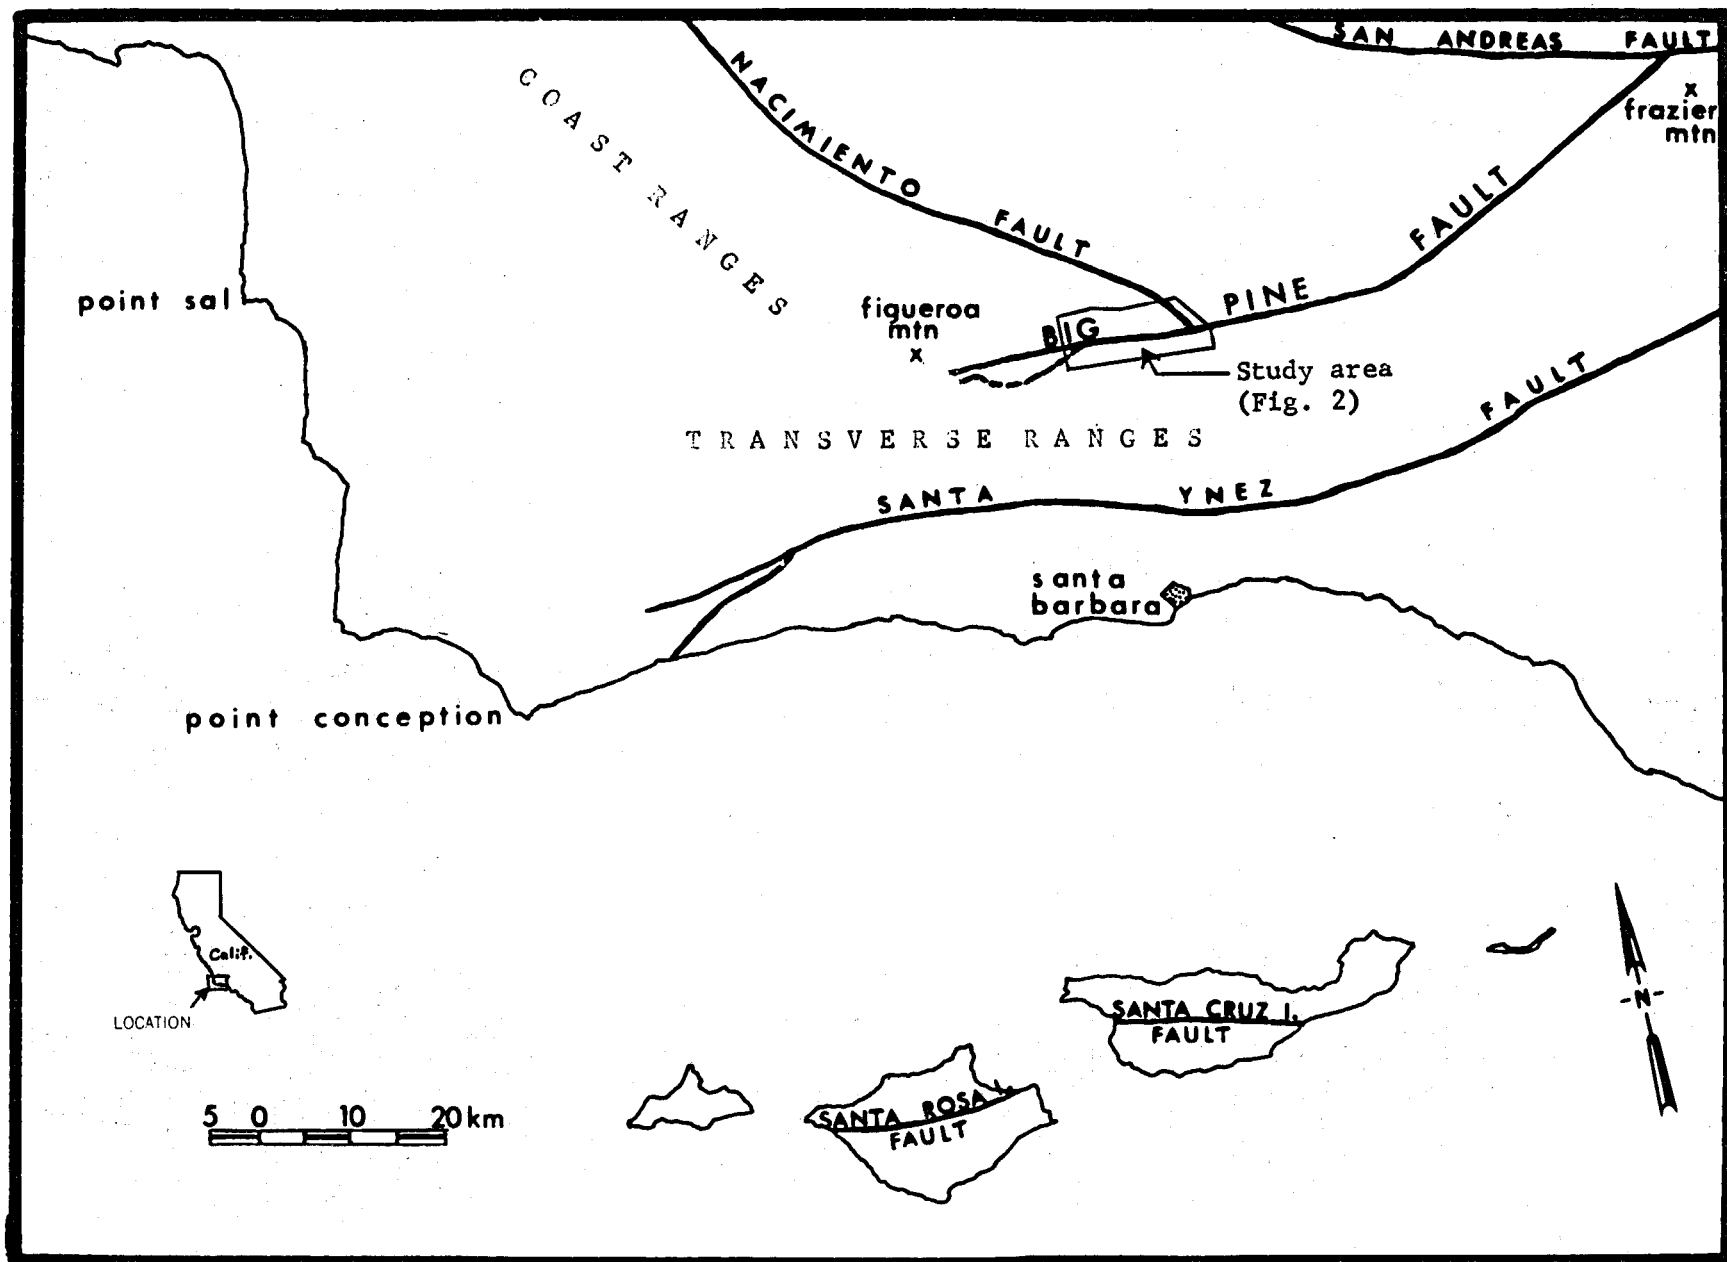 SAN ANDREAS FAULT
x
frazier
mtn
COAST RANGES
NACIMIENTO FAULT
BIG PINE FAULT
point sal
figueroa
mtn
x
Study area
(Fig. 2)
TRANSVERSE RANGES
SANTA YNEZ FAULT
santa
barbara
point conception
Calif.
LOCATION
SANTA CRUZ I.
FAULT
-N-
SANTA ROSA I.
FAULT
5 0 10 20 km